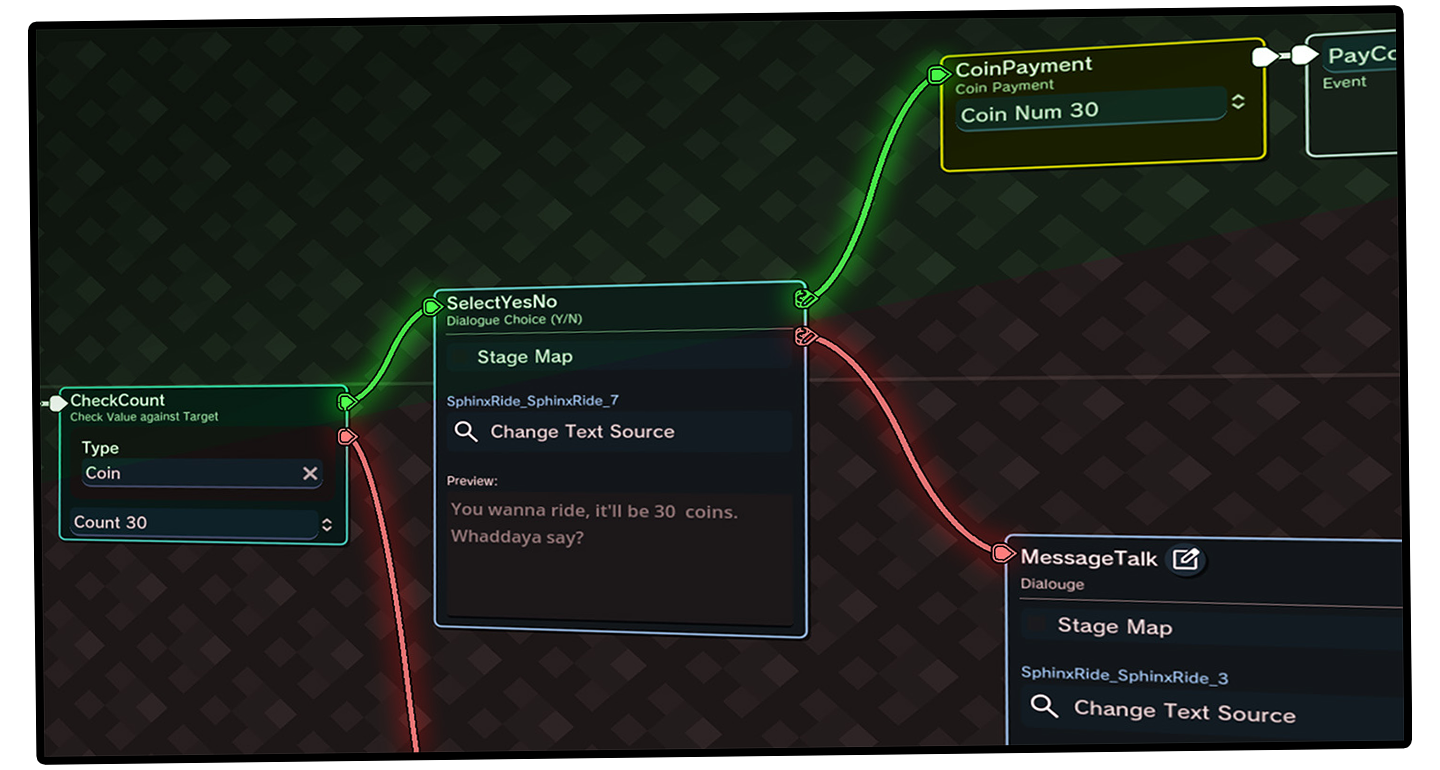 CoinPayment
Coin Payment
Coin Num 30
PayCo
Event
SelectYesNo
Dialogue Choice (Y/N)
Stage Map
SphinxRide_SphinxRide_7
Change Text Source
Preview:
You wanna ride, it'll be 30  coins.
Whaddaya say?
CheckCount
Check Value against Target
Type
Coin
Count 30
MessageTalk
Dialouge
Stage Map
SphinxRide_SphinxRide_3
Change Text Source